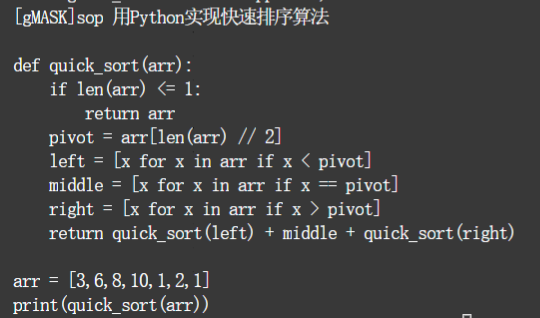 [gMASK]sop 用Python实现快速排序算法
def quick_sort(arr):
    if len(arr) <= 1:
        return arr
    pivot = arr[len(arr) // 2]
    left = [x for x in arr if x < pivot]
    middle = [x for x in arr if x == pivot]
    right = [x for x in arr if x > pivot]
    return quick_sort(left) + middle + quick_sort(right)
arr = [3,6,8,10,1,2,1]
print(quick_sort(arr))